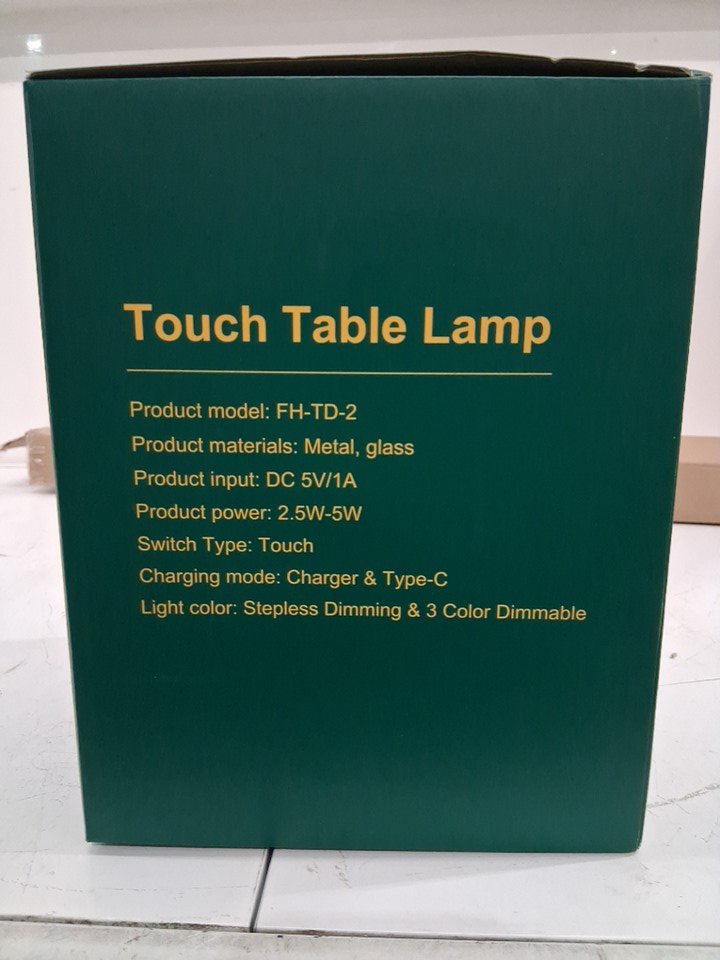 Touch Table Lamp
Product model: FH-TD-2
Product materials: Metal, glass
Product input: DC 5V/1A
Product power: 2.5W-5W
Switch Type: Touch
Charging mode: Charger & Type-C
Light color: Stepless Dimming & 3 Color Dimmable